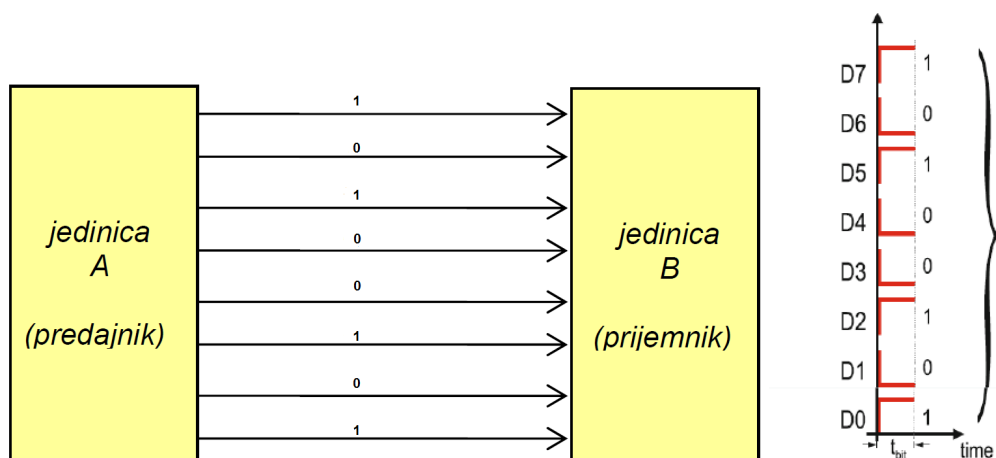 jedinica
A
(predajnik)
1
0
1
0
0
1
0
1
jedinica
B
(prijemnik)
D7 1
D6 0
D5 1
D4 0
D3 0
D2 1
D1 0
D0 1
t bit time